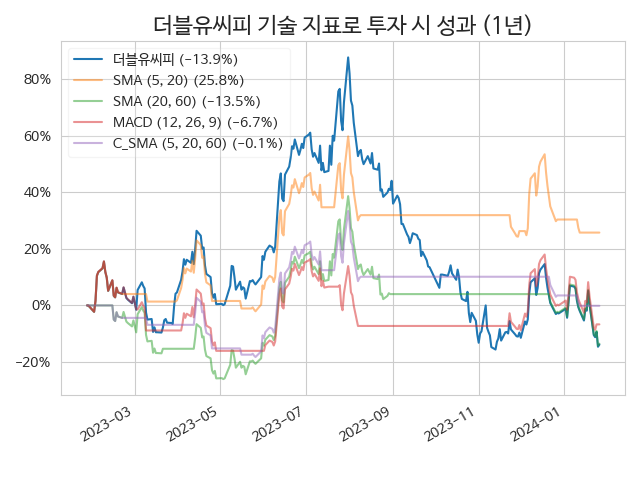 더블유씨피 기술 지표로 투자 시 성과 (1년)
더블유씨피 (−13.9%)
SMA (5, 20) (25.8%)
SMA (20, 60) (−13.5%)
MACD (12, 26, 9) (−6.7%)
C_SMA (5, 20, 60) (−0.1%)
80%
60%
40%
20%
0%
−20%
2023−03
2023−05
2023−07
2023−09
2023−11
2024−01